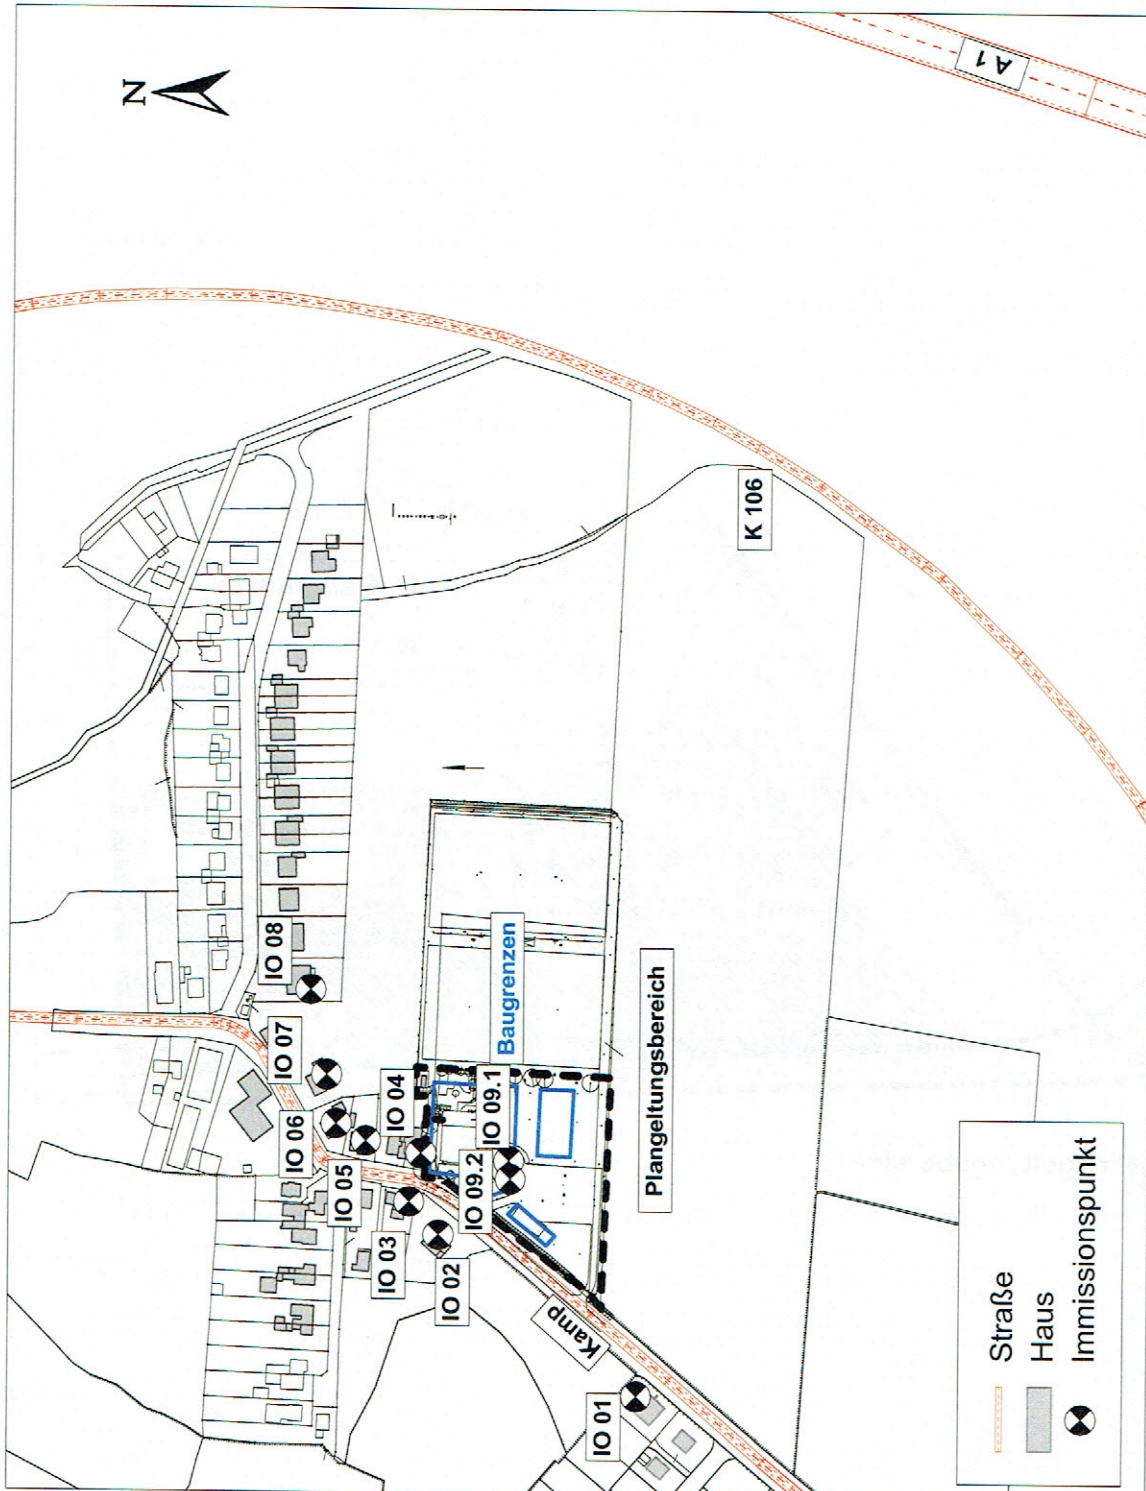 N
A 1
K 106
IO 08
IO 07
IO 06
IO 05
IO 04
IO 03
IO 02
IO 09.1
IO 09.2
IO 01
Baugrenzen
Plangeltungsbereich
Kamp
Straße
Haus
Immissionspunkt